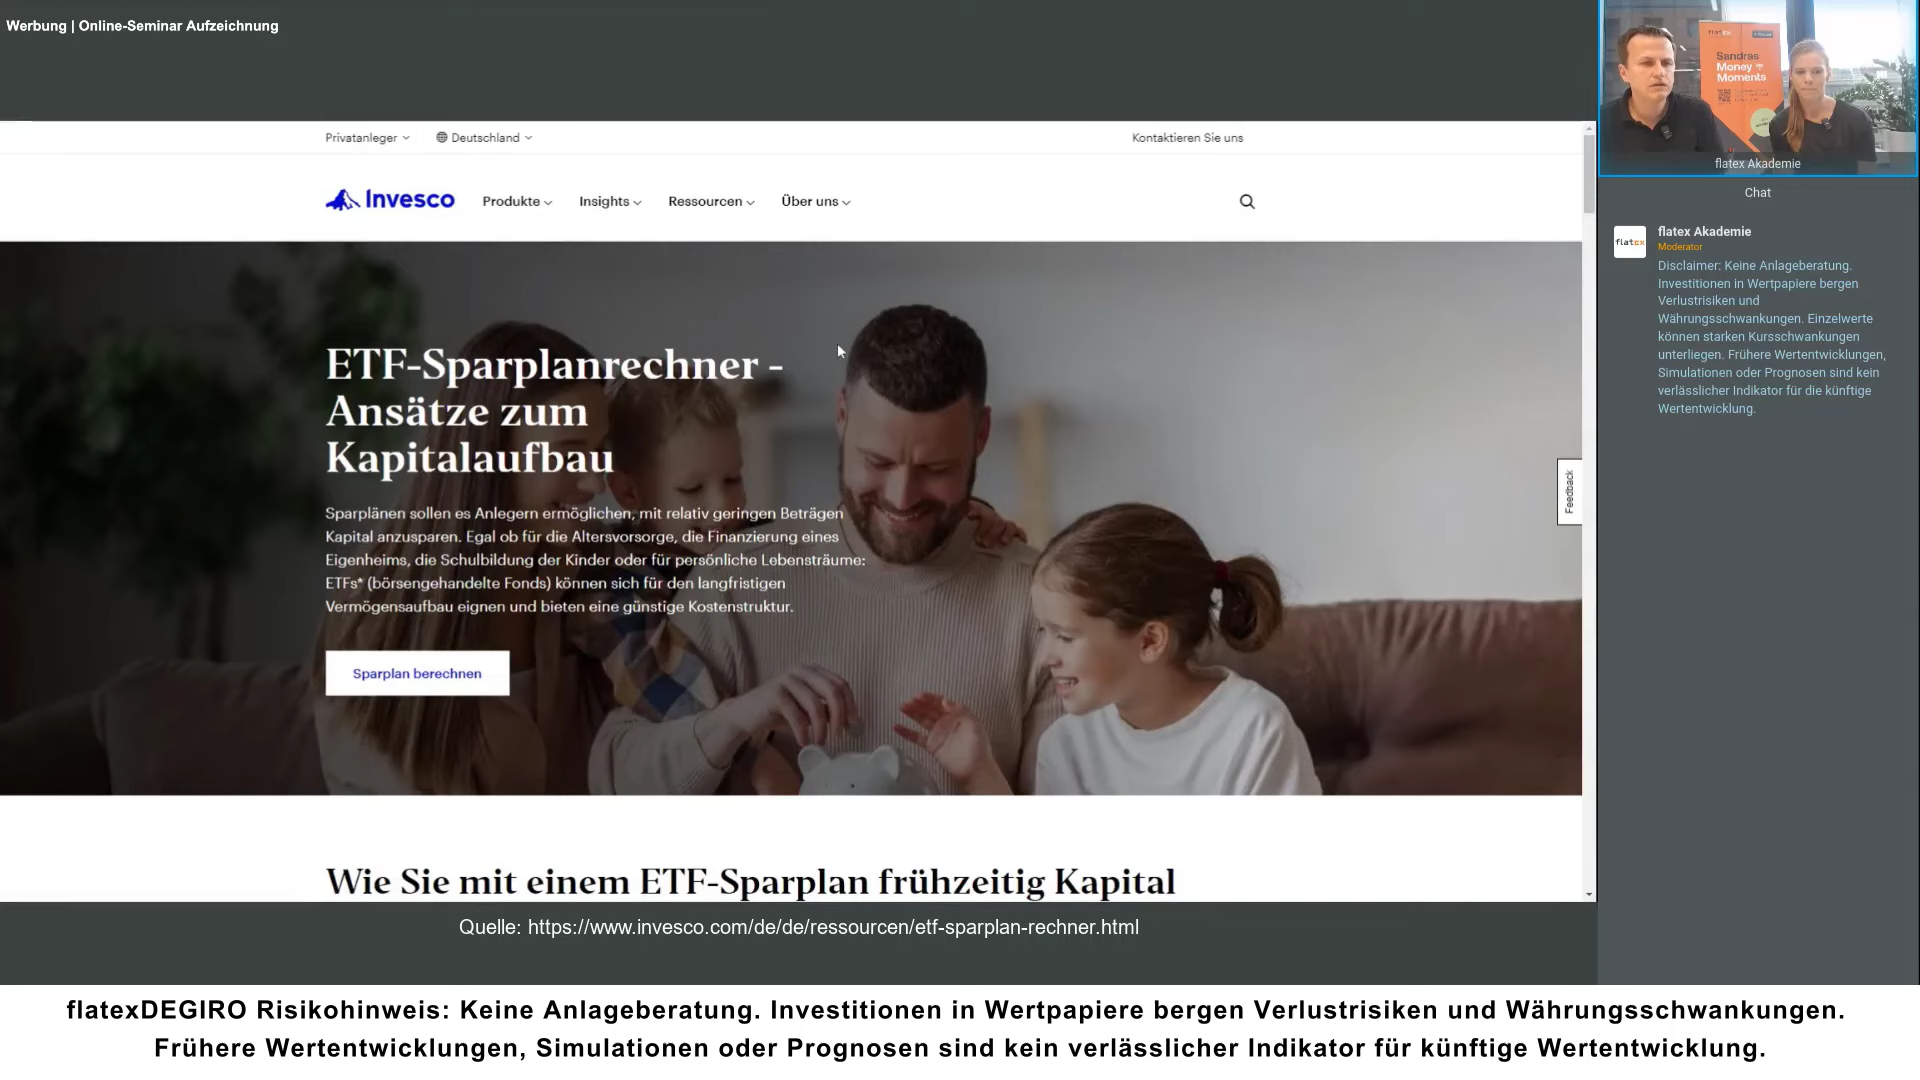 Werbung | Online-Seminar Aufzeichnung
Privatanleger
Deutschland
Kontaktieren Sie uns
Invesco
Produkte
Insights
Ressourcen
Über uns
ETF-Sparplanrechner -
Ansätze zum
Kapitalaufbau
Sparplänen sollen es Anlegern ermöglichen, mit relativ geringen Beträgen
Kapital anzusparen. Egal ob für die Altersvorsorge, die Finanzierung eines
Eigenheims, die Schulbildung der Kinder oder für persönliche Lebensträume:
ETFs* (börsengehandelte Fonds) können sich für den langfristigen
Vermögensaufbau eignen und bieten eine günstige Kostenstruktur.
Sparplan berechnen
Feedback
Wie Sie mit einem ETF-Sparplan frühzeitig Kapital
Quelle: https://www.invesco.com/de/de/ressourcen/etf-sparplan-rechner.html
flatex
Sandras
Money
Moments
flatex Akademie
Chat
flatex
flatex Akademie
Moderator
Disclaimer: Keine Anlageberatung.
Investitionen in Wertpapiere bergen
Verlustrisiken und
Währungsschwankungen. Einzelwerte
können starken Kursschwankungen
unterliegen. Frühere Wertentwicklungen,
Simulationen oder Prognosen sind kein
verlässlicher Indikator für die künftige
Wertentwicklung.
flatexDEGIRO Risikohinweis: Keine Anlageberatung. Investitionen in Wertpapiere bergen Verlustrisiken und Währungsschwankungen.
Frühere Wertentwicklungen, Simulationen oder Prognosen sind kein verlässlicher Indikator für künftige Wertentwicklung.